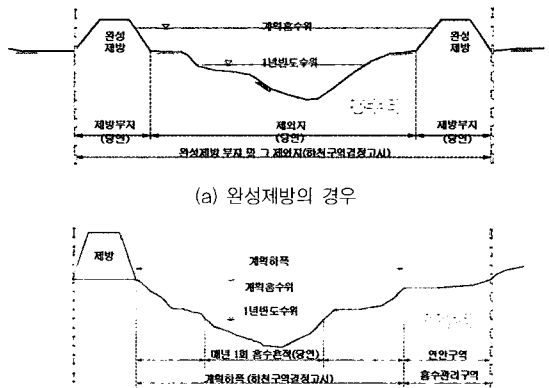 계획홍수위
완성
제방
완성
제방
1년빈도수위
제방부지
(당연)
제외지
(당연)
제방부지
(당연)
완성제방 부지 및 그 제외지(하천구역결정고시)
(a) 완성제방의 경우
제방
계획하폭
계획홍수위
1년빈도수위
매년 1회 홍수흔적(당연)
연안구역
계획하폭 (하천구역결정고시)
홍수관리구역